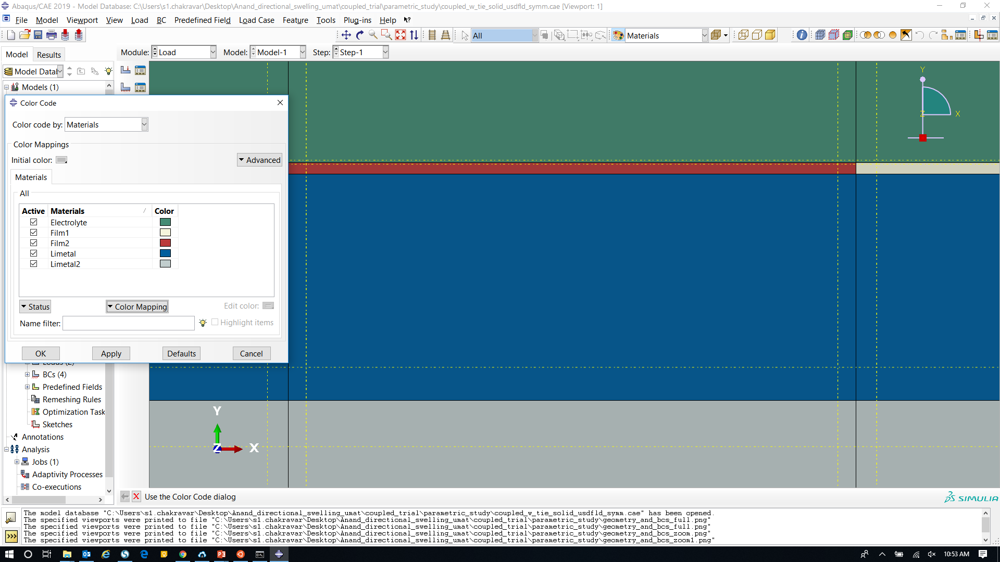 Abaqus/CAE 2019 - Model Database: C:\Users\s1.chakravar\Desktop\Anand_directional_swelling_umat\coupled_trial\parametric_study\coupled_w_tie_solid_usdfld_symm.cae [Viewport: 1]
File Model Viewport View Load BC Predefined Field Load Case Feature Tools Plug-ins Help
All Materials
Model Results
Module: Load Model: Model-1 Step: Step-1
Model Datab
Models (1)
Color Code
Color code by: Materials
Color Mappings
Initial color: Advanced
Materials
All
Active Materials Color
Electrolyte
Film1
Film2
Limetal
Limetal2
Status Color Mapping Edit color:
Name filter: Highlight items
OK Apply Defaults Cancel
Loads (2)
BCs (4)
Predefined Fields
Remeshing Rules
Optimization Task
Sketches
Annotations
Analysis
Jobs (1)
Adaptivity Processes
Co-executions
Y
Z X
Y
Z X
Use the Color Code dialog
SIMULIA
The model database "C:\Users\s1.chakravar\Desktop\Anand_directional_swelling_umat\coupled_trial\parametric_study\coupled_w_tie_solid_usdfld_symm.cae" has been opened.
The specified viewports were printed to file "C:\Users\s1.chakravar\Desktop\Anand_directional_swelling_umat\coupled_trial\parametric_study\geometry_and_bcs_full.png"
The specified viewports were printed to file "C:\Users\s1.chakravar\Desktop\Anand_directional_swelling_umat\coupled_trial\parametric_study\geometry_and_bcs_full.png"
The specified viewports were printed to file "C:\Users\s1.chakravar\Desktop\Anand_directional_swelling_umat\coupled_trial\parametric_study\geometry_and_bcs_zoom.png"
The specified viewports were printed to file "C:\Users\s1.chakravar\Desktop\Anand_directional_swelling_umat\coupled_trial\parametric_study\geometry_and_bcs_zoom1.png"
10:53 AM